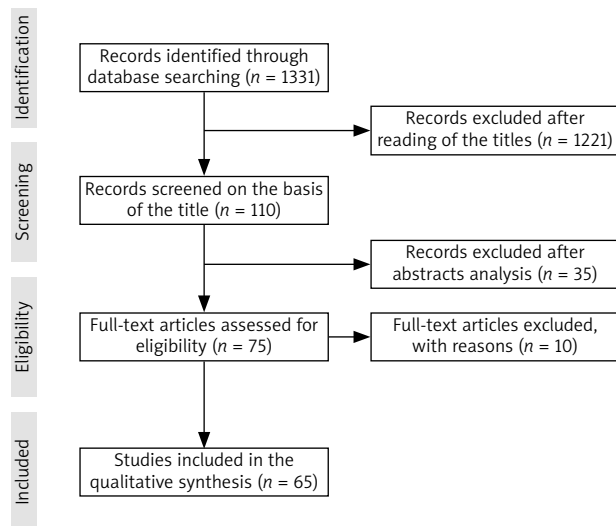 Identification
Records identified through
database searching (n = 1331)
Records excluded after
reading of the titles (n = 1221)
Screening
Records screened on the basis
of the title (n = 110)
Records excluded after
abstracts analysis (n = 35)
Eligibility
Full-text articles assessed for
eligibility (n = 75)
Full-text articles excluded,
with reasons (n = 10)
Included
Studies included in the
qualitative synthesis (n = 65)